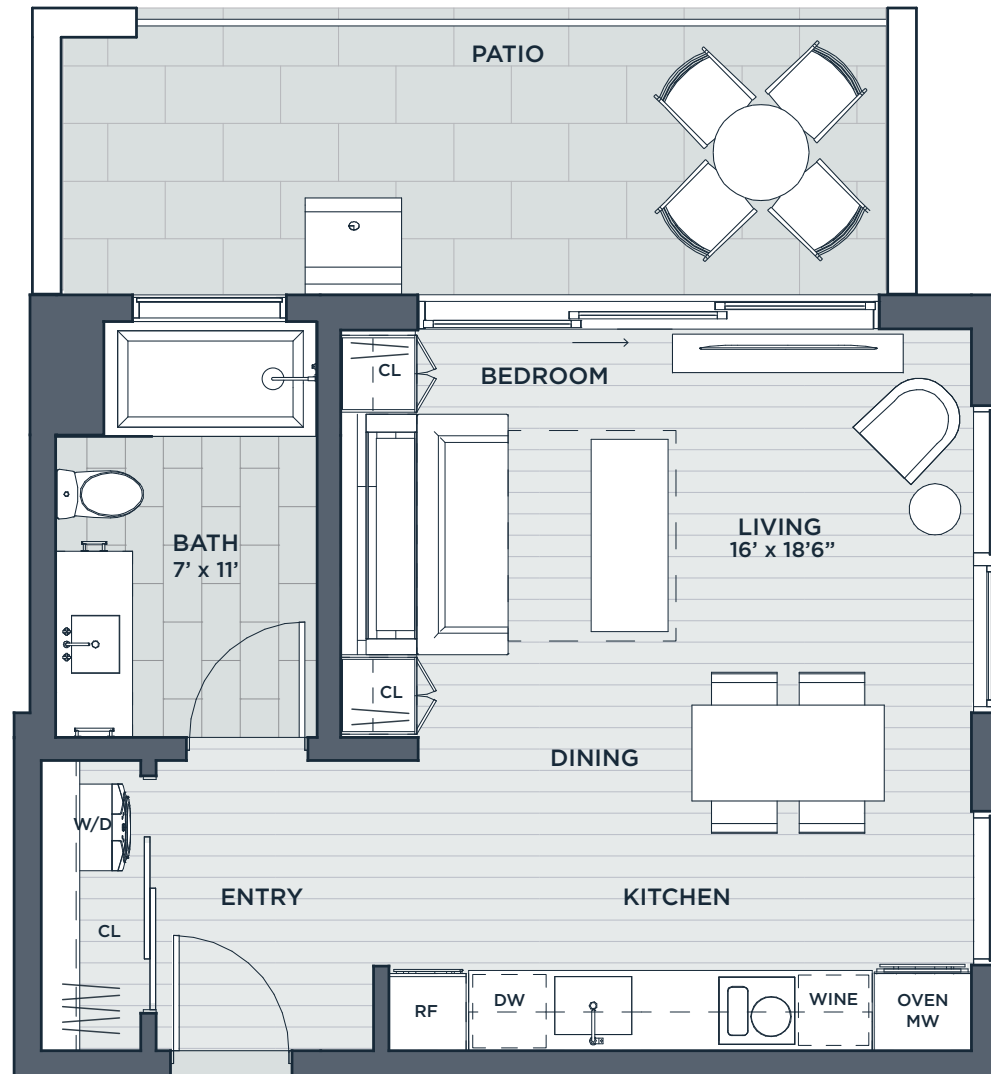 PATIO
CL
BEDROOM
LIVING
16’ x 18’6”
BATH
7’ x 11’
CL
DINING
W/D
ENTRY
KITCHEN
CL
RF
DW
WINE
OVEN
MW